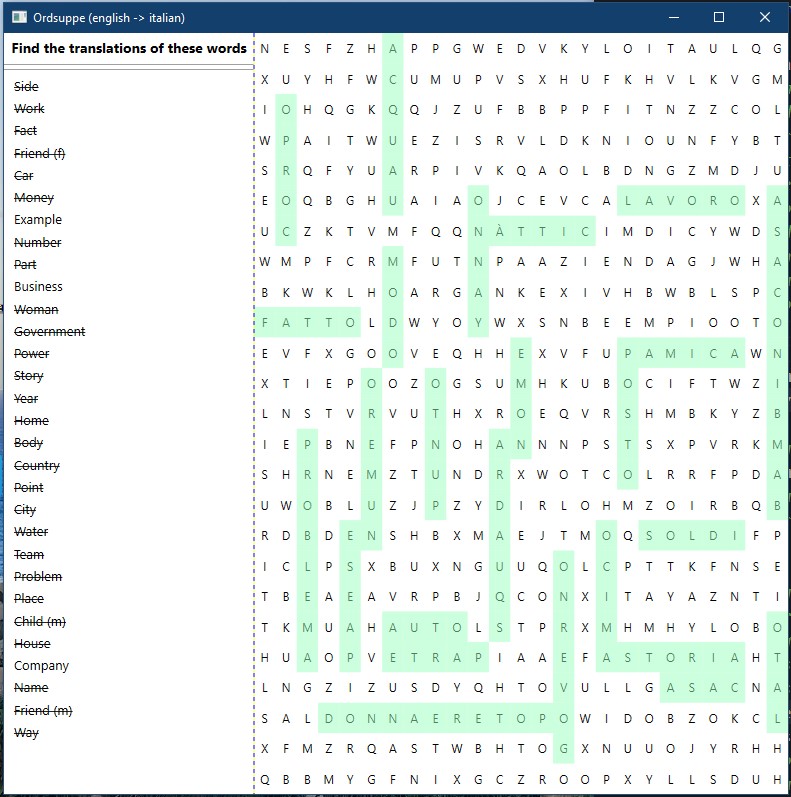 Ordsuppe (english -> italian)
Find the translations of these words
Side
Work
Fact
Friend (f)
Car
Money
Example
Number
Part
Business
Woman
Government
Power
Story
Year
Home
Body
Country
Point
City
Water
Team
Problem
Place
Child (m)
House
Company
Name
Friend (m)
Way
N E S F Z H A P P G W E D V K Y L O I T A U L Q G
X U Y H F W C U M U P V S X H U F K H V L K V G M
I O H Q G K Q Q J Z U F B B P P F I T N Z Z C O L
W P A I T W U E Z I S R V L D K N I O U N F Y B T
S R Q F Y U A R P I V K Q A O L B D N G Z M D J U
E O Q B G H U A I A O J C E V C A L A V O R O X A
U C Z K T V M F Q Q N À T T I C I M D I C Y W D S
W M P F C R M F U T N P A A Z I E N D A G J W H A
B K W K L H O A R G A N K E X I V H B W B L S P C
F A T T O L D W Y O Y W X S N B E E M P I O O T O
E V F X G O O V E Q H H E X V F U P A M I C A W N
X T I E P O O Z O G S U M H K U B O C I F T W Z I
L N S T V R V U T H X R O E Q V R S H M B K Y Z B
I E P B N E F P N O H A N N N P S T S X P V R K M
S H R N E M Z T U N D R X W O T C O L R R F P D A
U W O B L U Z J P Z Y D I R L O H M Z O I R B Q B
R D B D E N S H B X M A E J T M O Q S O L D I F P
I C L P S X B U X N G U U Q O L C P T T K F N S E
T B E A E A V R P B J Q C O N X I T A Y A Z N T I
T K M U A H A U T O L S T P R X M H M H Y L O B O
H U A O P V E T R A P I A A E F A S T O R I A H T
L N G Z I Z U S D Y Q H T O V U L L G A S A C N A
S A L D O N N A E R E T O P O W I D O B Z O K C L
X F M Z R Q A S T W B H T O G X N U U O J Y R H H
Q B B M Y G F N I X G C Z R O O P X Y L L S D U H